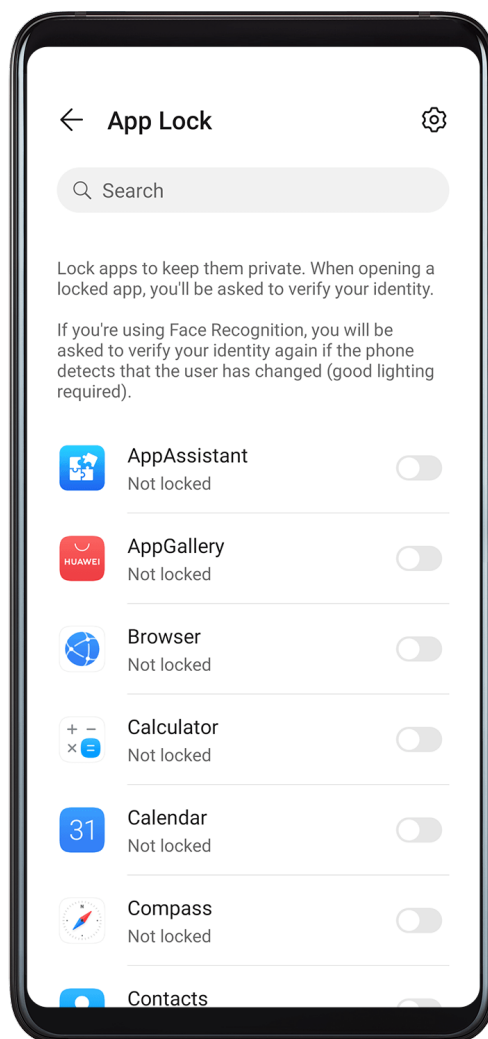 App Lock
Search
Lock apps to keep them private. When opening a
locked app, you'll be asked to verify your identity.
If you're using Face Recognition, you will be
asked to verify your identity again if the phone
detects that the user has changed (good lighting
required).
AppAssistant
Not locked
HUAWEI
AppGallery
Not locked
Browser
Not locked
Calculator
Not locked
31
Calendar
Not locked
N
Compass
Not locked
Contacts